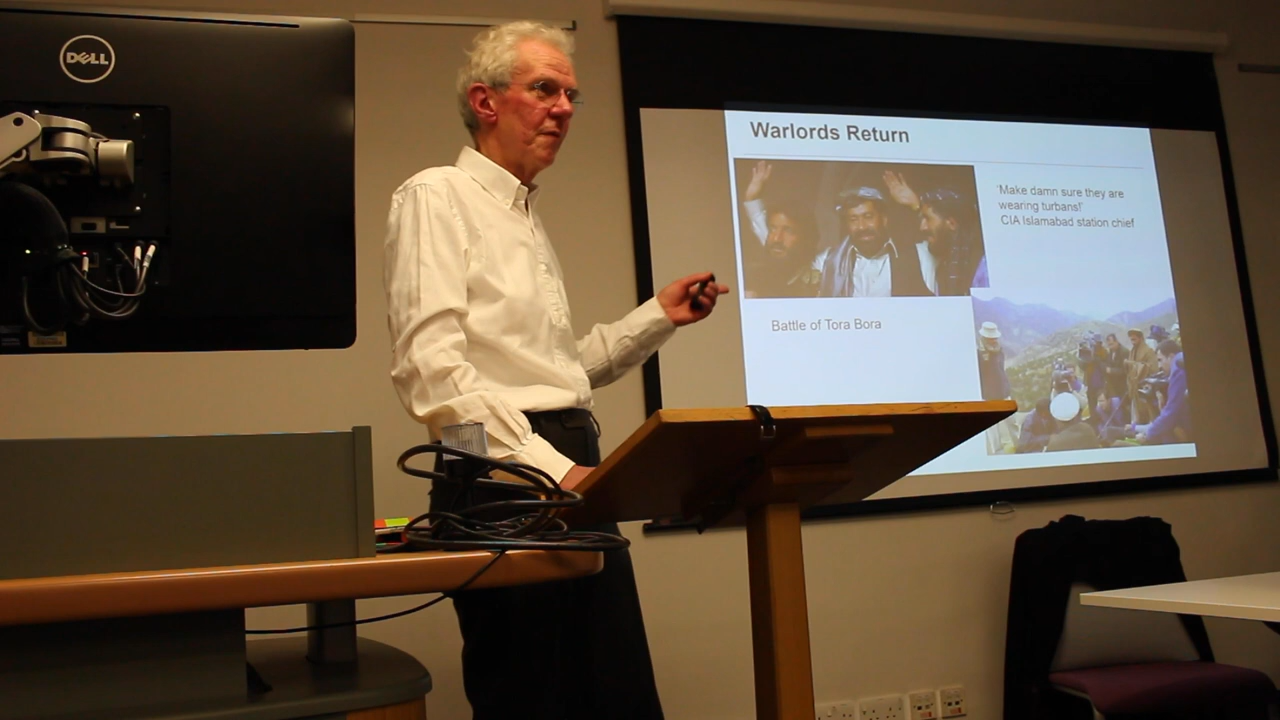 DELL
Warlords Return
'Make damn sure they are
wearing turbans!'
CIA Islamabad station chief
Battle of Tora Bora